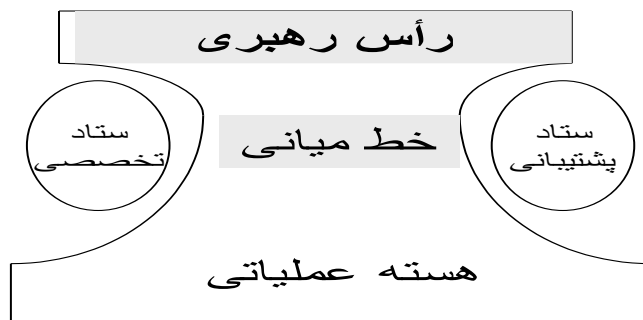 رأس رهبری
ستاد
پشتیبانی
خط میانی
ستاد
تخصصی
هسته عملیاتی